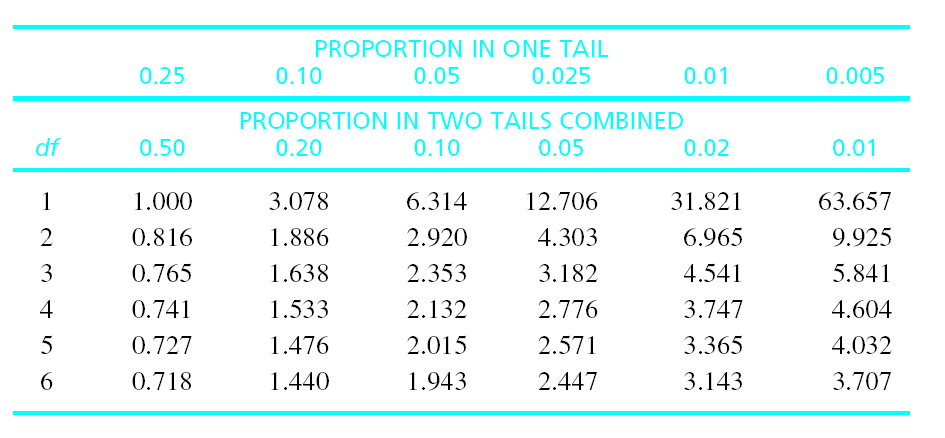 PROPORTION IN ONE TAIL
0.25 0.10 0.05 0.025 0.01 0.005
PROPORTION IN TWO TAILS COMBINED
df 0.50 0.20 0.10 0.05 0.02 0.01
1 1.000 3.078 6.314 12.706 31.821 63.657
2 0.816 1.886 2.920 4.303 6.965 9.925
3 0.765 1.638 2.353 3.182 4.541 5.841
4 0.741 1.533 2.132 2.776 3.747 4.604
5 0.727 1.476 2.015 2.571 3.365 4.032
6 0.718 1.440 1.943 2.447 3.143 3.707